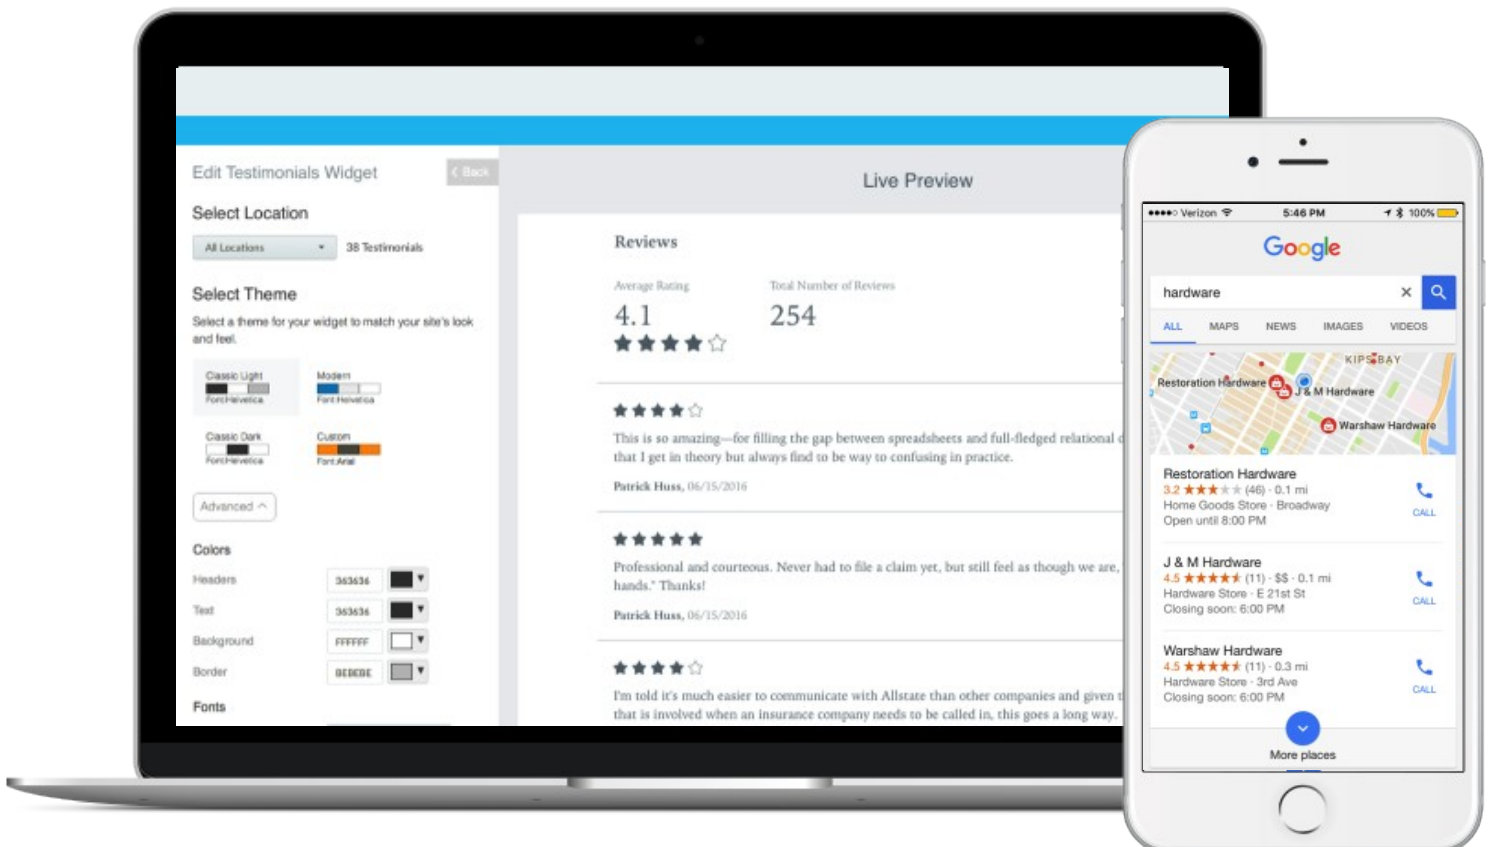 Edit Testimonials Widget
Back
Select Location
All Locations
38 Testimonials
Select Theme
Select a theme for your widget to match your site's look
and feel.
Classic Light
Font:Helvetica
Modern
Font:Helvetica
Classic Dark
Font:Helvetica
Custom
Font:Arial
Advanced
Colors
Headers
363636
Text
363636
Background
FFFFFF
Border
BEBEBE
Fonts
Live Preview
Reviews
Average Rating
Total Number of Reviews
4.1
254
This is so amazing—for filling the gap between spreadsheets and full-fledged relational d
that I get in theory but always find to be way to confusing in practice.
Patrick Huss, 06/15/2016
Professional and courteous. Never had to file a claim yet, but still feel as though we are,
hands." Thanks!
Patrick Huss, 06/15/2016
I'm told it's much easier to communicate with Allstate than other companies and given t
that is involved when an insurance company needs to be called in, this goes a long way.
Verizon 5:46 PM 100%
Google
hardware
ALL MAPS NEWS IMAGES VIDEOS
KIPS BAY
Restoration Hardware
J & M Hardware
Warshaw Hardware
Restoration Hardware
3.2 (46) · 0.1 mi
Home Goods Store · Broadway
Open until 8:00 PM
CALL
J & M Hardware
4.5 (11) · $$ · 0.1 mi
Hardware Store · E 21st St
Closing soon: 6:00 PM
CALL
Warshaw Hardware
4.5 (11) · 0.3 mi
Hardware Store · 3rd Ave
Closing soon: 6:00 PM
CALL
More places